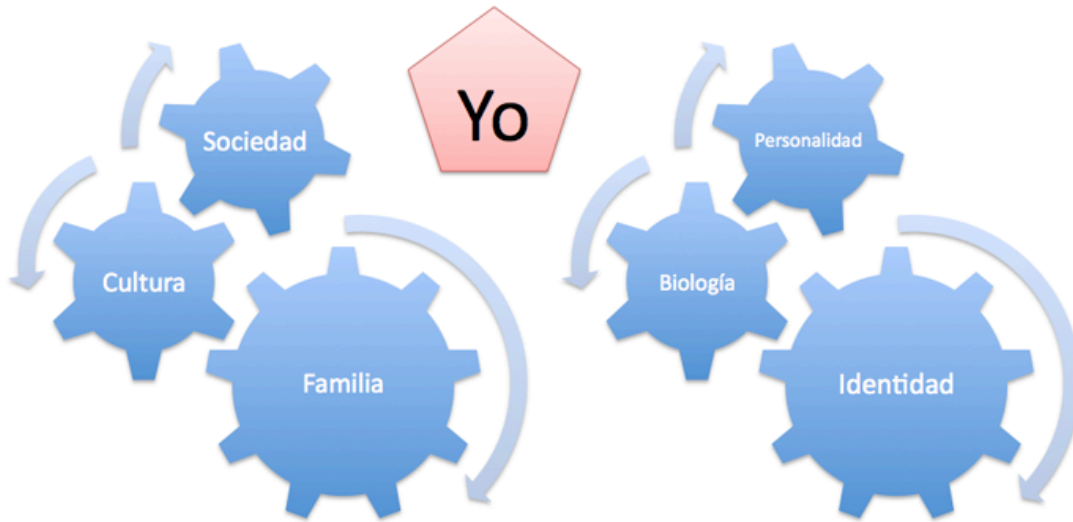 Yo
Sociedad
Cultura
Familia
Personalidad
Biología
Identidad